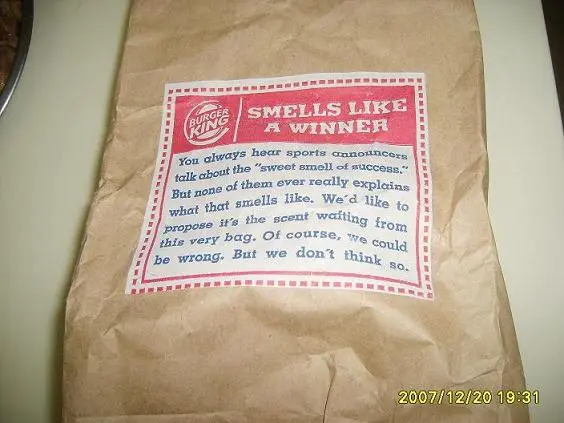 BURGER
KING
SMELLS LIKE
A WINNER
You always hear sports announcers
talk about the "sweet smell of success."
But none of them ever really explains
what that smells like. We'd like to
propose it's the scent wafting from
this very bag. Of course, we could
be wrong. But we don't think so.
2007/12/20 19:31